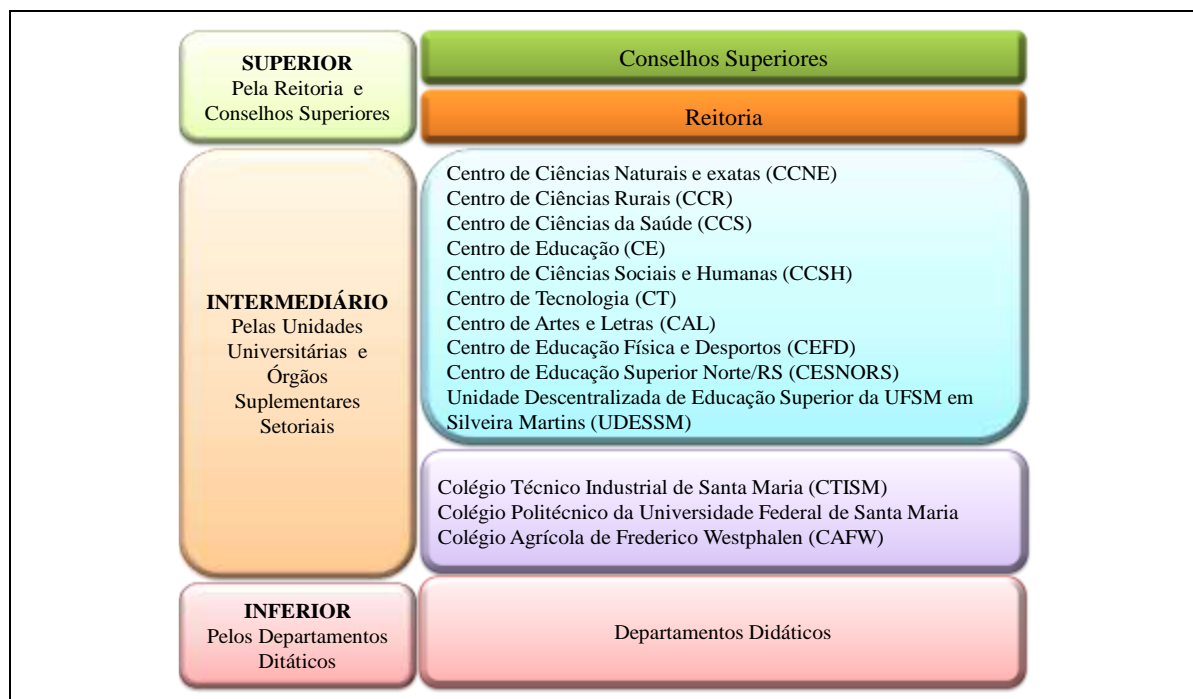 SUPERIOR
Pela Reitoria e
Conselhos Superiores
Conselhos Superiores
Reitoria
INTERMEDIÁRIO
Pelas Unidades
Universitárias e
Órgãos
Suplementares
Setoriais
Centro de Ciências Naturais e exatas (CCNE)
Centro de Ciências Rurais (CCR)
Centro de Ciências da Saúde (CCS)
Centro de Educação (CE)
Centro de Ciências Sociais e Humanas (CCSH)
Centro de Tecnologia (CT)
Centro de Artes e Letras (CAL)
Centro de Educação Física e Desportos (CEFD)
Centro de Educação Superior Norte/RS (CESNORS)
Unidade Descentralizada de Educação Superior da UFSM em
Silveira Martins (UDESSM)
Colégio Técnico Industrial de Santa Maria (CTISM)
Colégio Politécnico da Universidade Federal de Santa Maria
Colégio Agrícola de Frederico Westphalen (CAFW)
INFERIOR
Pelos Departamentos
Ditáticos
Departamentos Didáticos